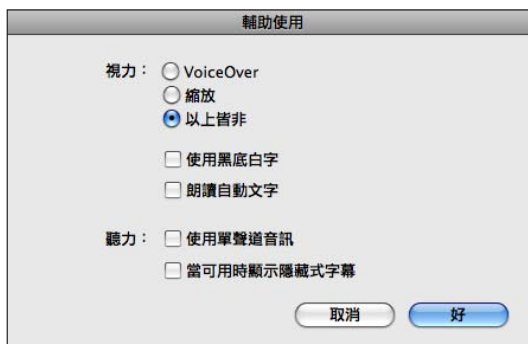 輔助使用
視力： VoiceOver
縮放
以上皆非
使用黑底白字
朗讀自動文字
聽力： 使用單聲道音訊
當可用時顯示隱藏式字幕
取消 好